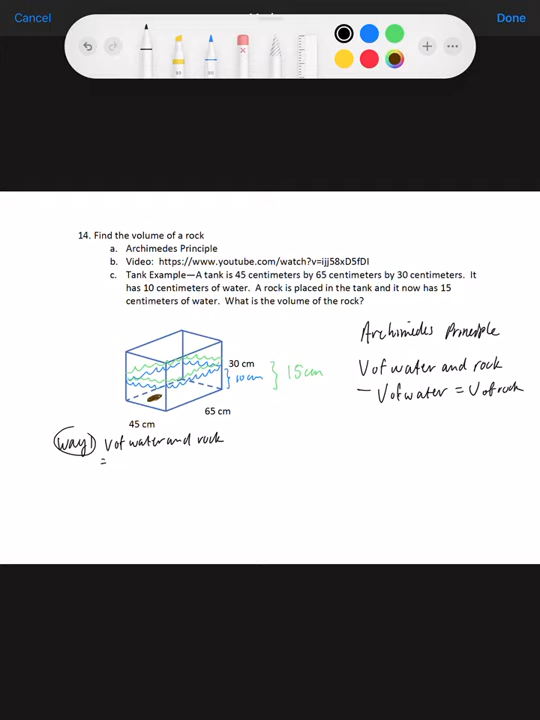 Cancel
Done
14. Find the volume of a rock
a. Archimedes Principle
b. Video: https://www.youtube.com/watch?v=ijj58xD5fDI
c. Tank Example—A tank is 45 centimeters by 65 centimeters by 30 centimeters. It
has 10 centimeters of water. A rock is placed in the tank and it now has 15
centimeters of water. What is the volume of the rock?
Archimedes Principle
V of water and rock
— V of water = V of rock
30 cm
10cm
15cm
65 cm
45 cm
Way 1 V of water and rock
=